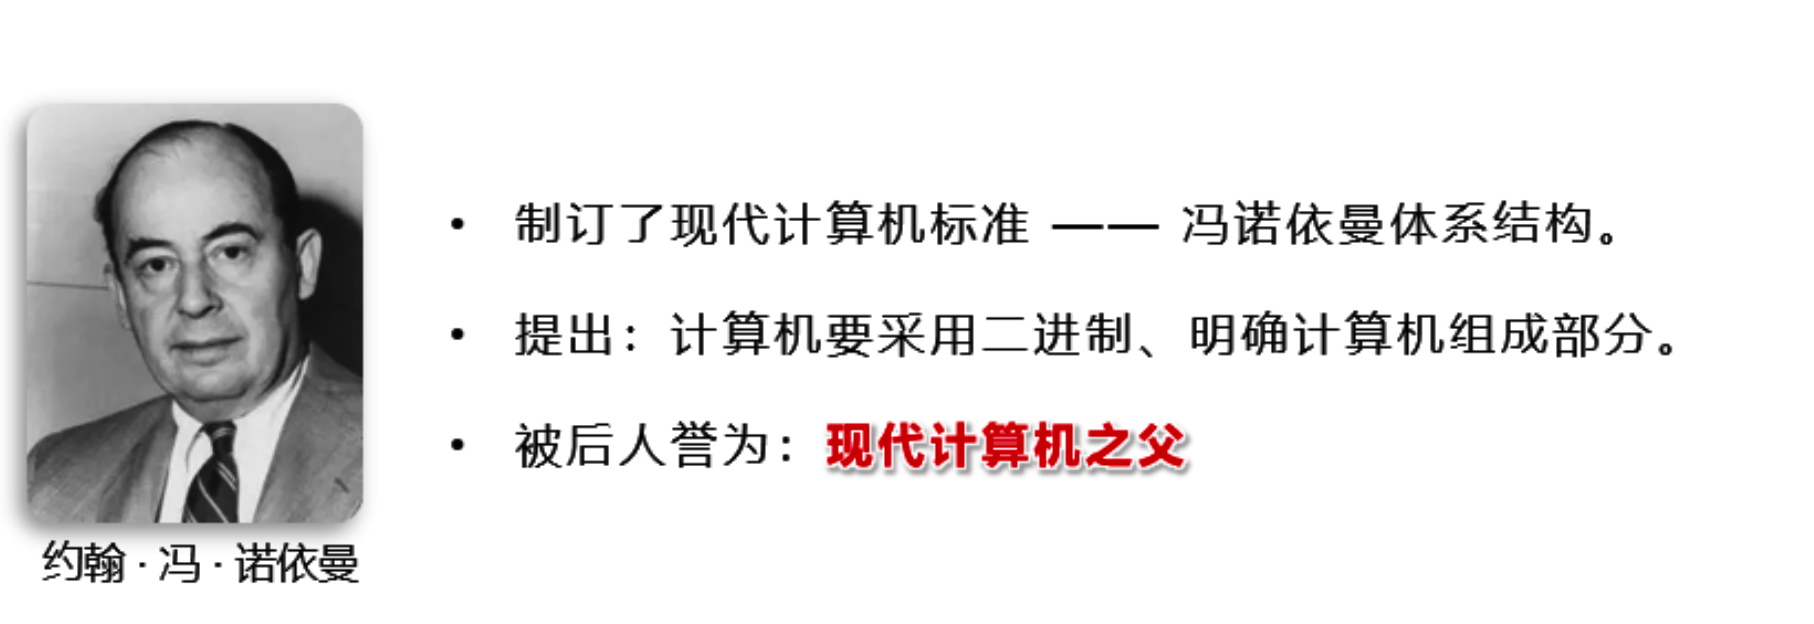 • 制订了现代计算机标准 —— 冯诺依曼体系结构。
• 提出：计算机要采用二进制、明确计算机组成部分。
• 被后人誉为：现代计算机之父
约翰 · 冯 · 诺依曼